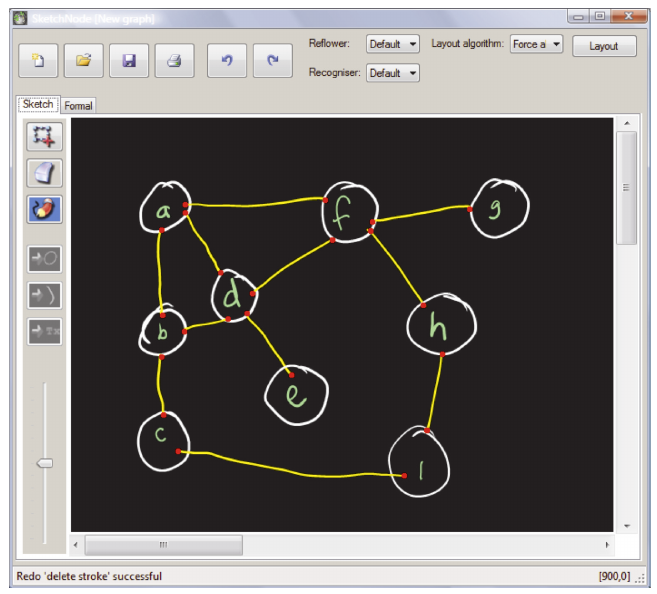 SketchNode [New graph]
Reflower: Default Layout algorithm: Force a Layout
Recogniser: Default
Sketch Formal
a f g
d
b h
e
c
l
Redo 'delete stroke' successful [900,0]